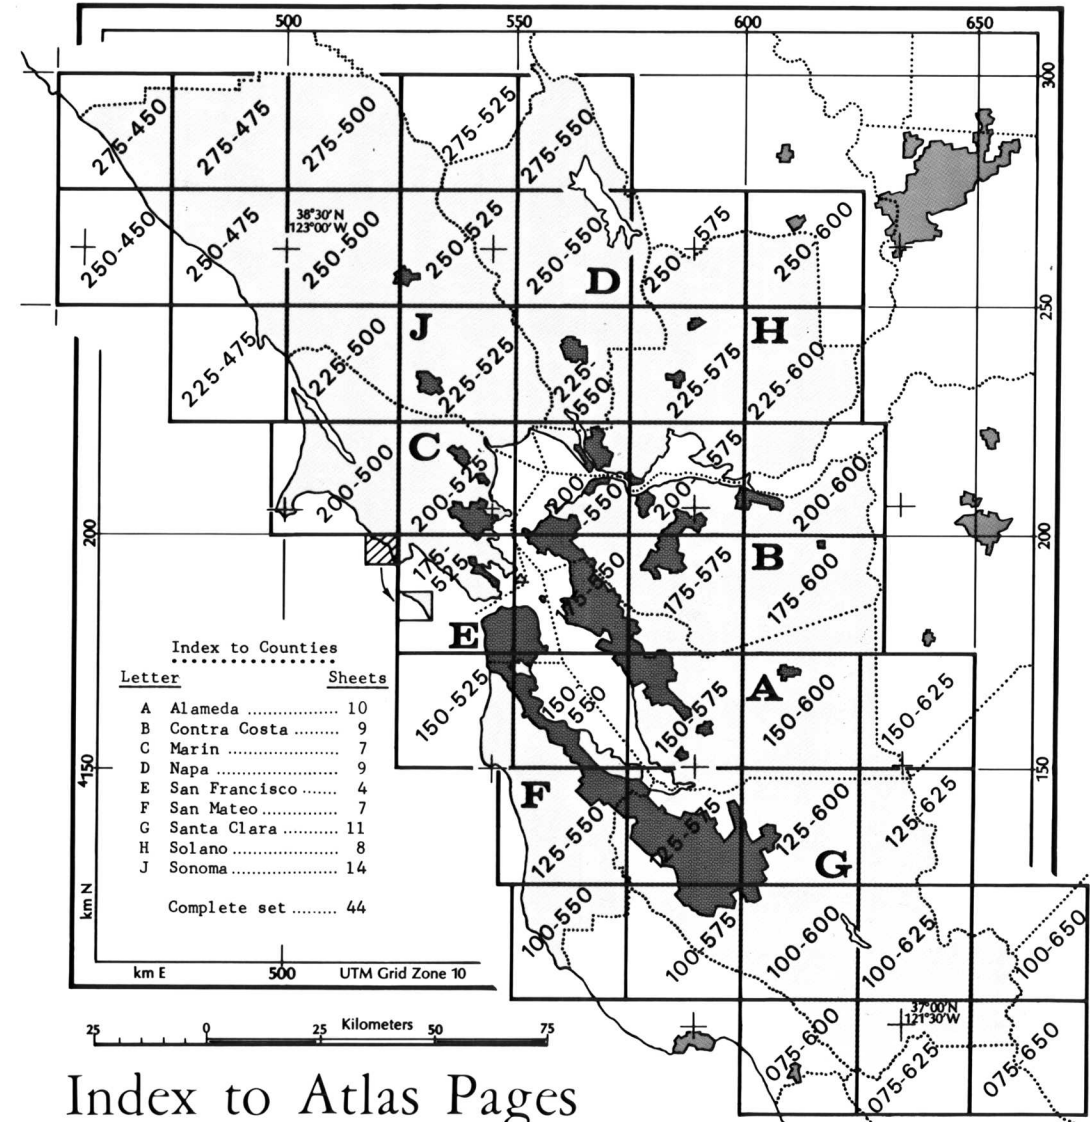 500 550 600 650
300
275-450 275-475 275-500 275-525 275-550
38°30'N
123°00'W
250-450 250-475 250-500 250-525 250-550 250-575 250-600
D
250
J H
225-475 225-500 225-525 225-550 225-575 225-600
C
200-500 200-525 200-550 200-575 200-600
200 200
B
175-525 175-550 175-575 175-600
E
A
150-525 150-550 150-575 150-600 150-625
4150 150
F
125-550 125-575 125-600 125-625
G
100-550 100-575 100-600 100-625 100-650
37°00'N
121°30'W
075-600 075-625 075-650
Index to Counties
Letter Sheets
A Alameda ................ 10
B Contra Costa ........ 9
C Marin .................. 7
D Napa .................... 9
E San Francisco ...... 4
F San Mateo ............ 7
G Santa Clara .......... 11
H Solano .................. 8
J Sonoma .................. 14
Complete set ......... 44
km N
km E 500 UTM Grid Zone 10
25 0 25 Kilometers 50 75
Index to Atlas Pages